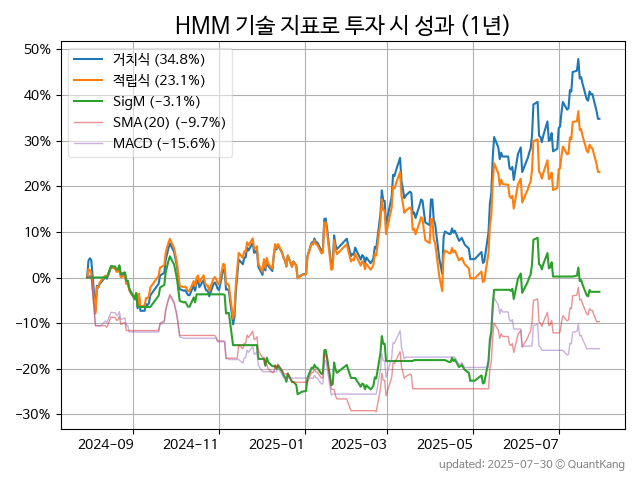 HMM 기술 지표로 투자 시 성과 (1년)
50%
40%
30%
20%
10%
0%
−10%
−20%
−30%
거치식 (34.8%)
적립식 (23.1%)
SigM (−3.1%)
SMA(20) (−9.7%)
MACD (−15.6%)
2024-09 2024-11 2025-01 2025-03 2025-05 2025-07
updated: 2025-07-30 ⓒ QuantKang